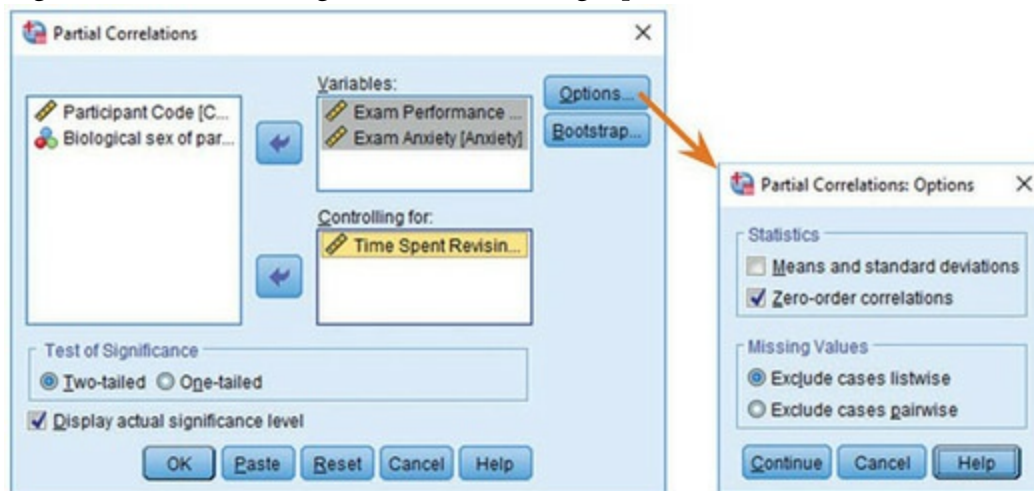 Partial Correlations
Variables:
Participant Code [C...
Biological sex of par...
Exam Performance ...
Exam Anxiety [Anxiety]
Options...
Bootstrap...
Controlling for:
Time Spent Revisin...
Test of Significance
Two-tailed One-tailed
Display actual significance level
OK Paste Reset Cancel Help
Partial Correlations: Options
Statistics
Means and standard deviations
Zero-order correlations
Missing Values
Exclude cases listwise
Exclude cases pairwise
Continue Cancel Help